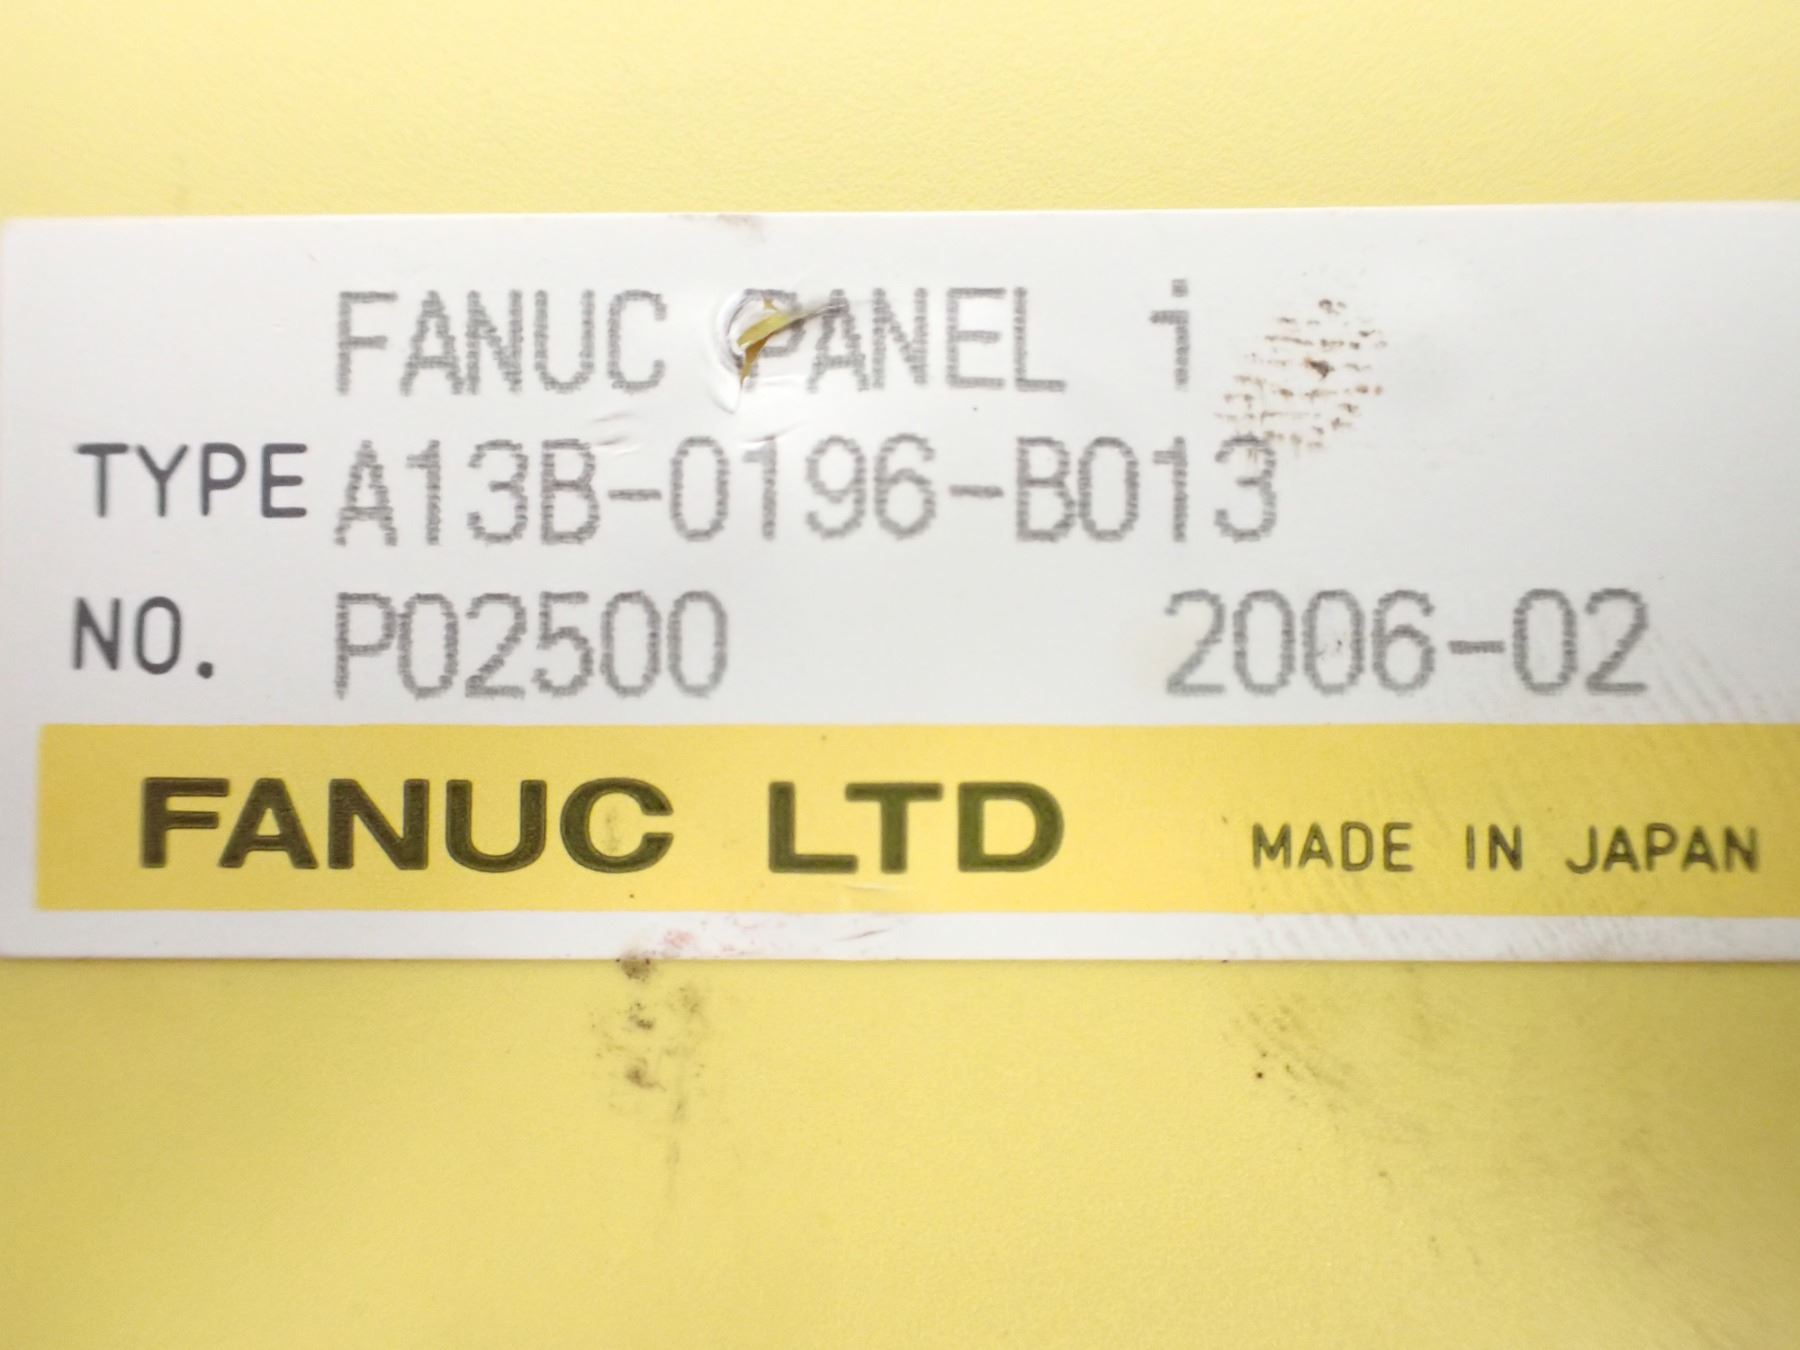 FANUC PANEL i
TYPE A13B-0196-B013
NO. P02500 2006-02
FANUC LTD MADE IN JAPAN